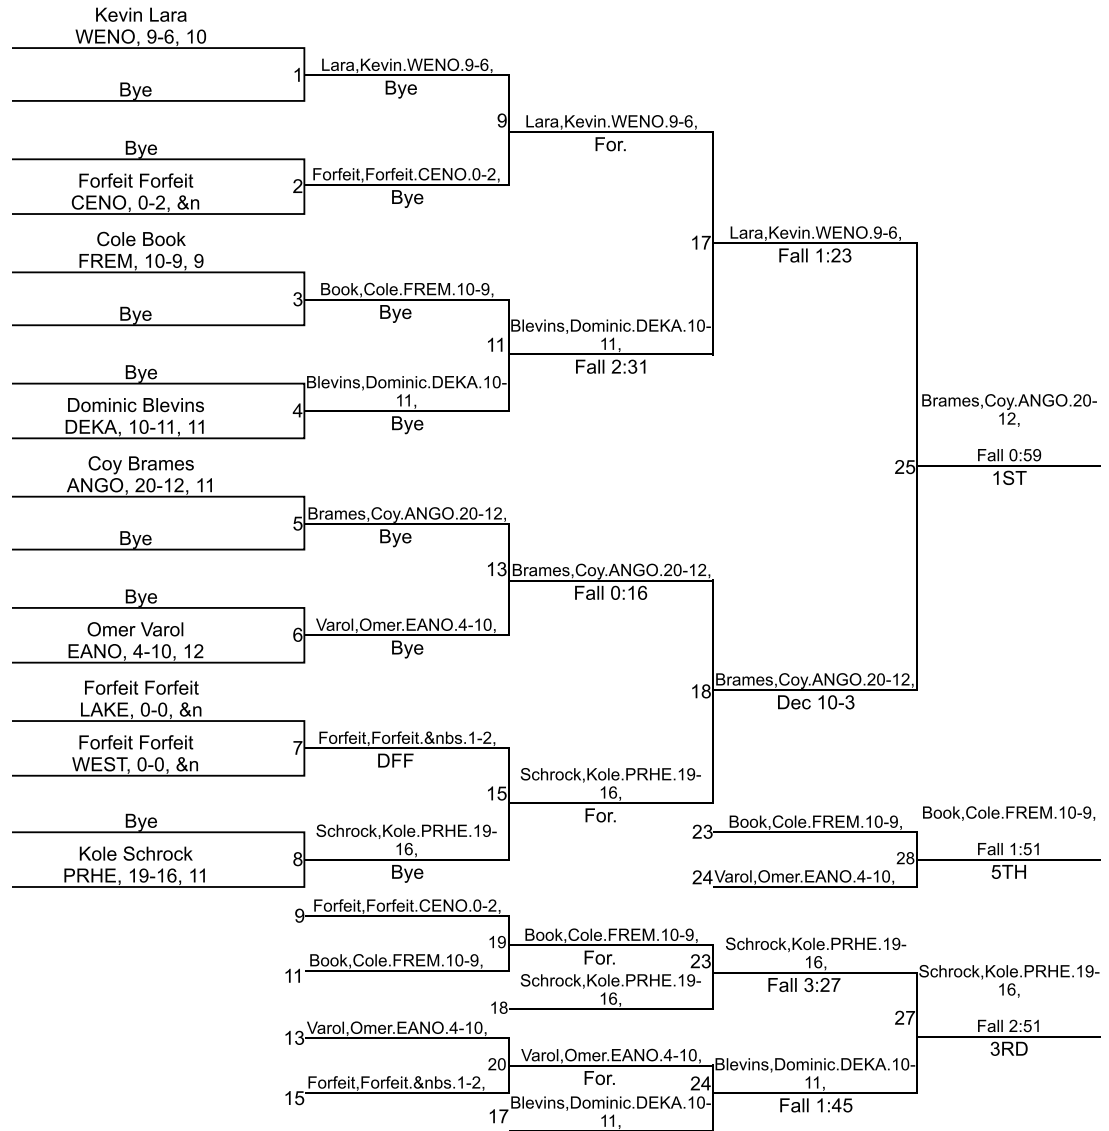 Kevin Lara
WENO, 9-6, 10
1
Lara,Kevin.WENO.9-6,
Bye
Bye
9
Lara,Kevin.WENO.9-6,
For.
Bye
Forfeit Forfeit
CENO, 0-2, &n
2
Forfeit,Forfeit.CENO.0-2,
Bye
17
Lara,Kevin.WENO.9-6,
Fall 1:23
Cole Book
FREM, 10-9, 9
3
Book,Cole.FREM.10-9,
Bye
Bye
11
Blevins,Dominic.DEKA.10-
11,
Fall 2:31
Bye
Dominic Blevins
DEKA, 10-11, 11
4
Blevins,Dominic.DEKA.10-
11,
Bye
25
Brames,Coy.ANGO.20-
12,
Fall 0:59
1ST
Coy Brames
ANGO, 20-12, 11
5
Brames,Coy.ANGO.20-12,
Bye
Bye
13
Brames,Coy.ANGO.20-12,
Fall 0:16
Bye
Omer Varol
EANO, 4-10, 12
6
Varol,Omer.EANO.4-10,
Bye
18
Brames,Coy.ANGO.20-12,
Dec 10-3
Forfeit Forfeit
LAKE, 0-0, &n
7
Forfeit,Forfeit.&nbs.1-2,
DFF
Forfeit Forfeit
WEST, 0-0, &n
15
Schrock,Kole.PRHE.19-
16,
For.
Bye
Kole Schrock
PRHE, 19-16, 11
8
Schrock,Kole.PRHE.19-
16,
Bye
23
Book,Cole.FREM.10-9,
24
Varol,Omer.EANO.4-10,
28
Book,Cole.FREM.10-9,
Fall 1:51
5TH
9
Forfeit,Forfeit.CENO.0-2,
11
Book,Cole.FREM.10-9,
19
Book,Cole.FREM.10-9,
For.
18
Schrock,Kole.PRHE.19-
16,
23
Schrock,Kole.PRHE.19-
16,
Fall 3:27
27
Schrock,Kole.PRHE.19-
16,
Fall 2:51
3RD
13
Varol,Omer.EANO.4-10,
15
Forfeit,Forfeit.&nbs.1-2,
20
Varol,Omer.EANO.4-10,
For.
17
Blevins,Dominic.DEKA.10-
11,
24
Blevins,Dominic.DEKA.10-
11,
Fall 1:45